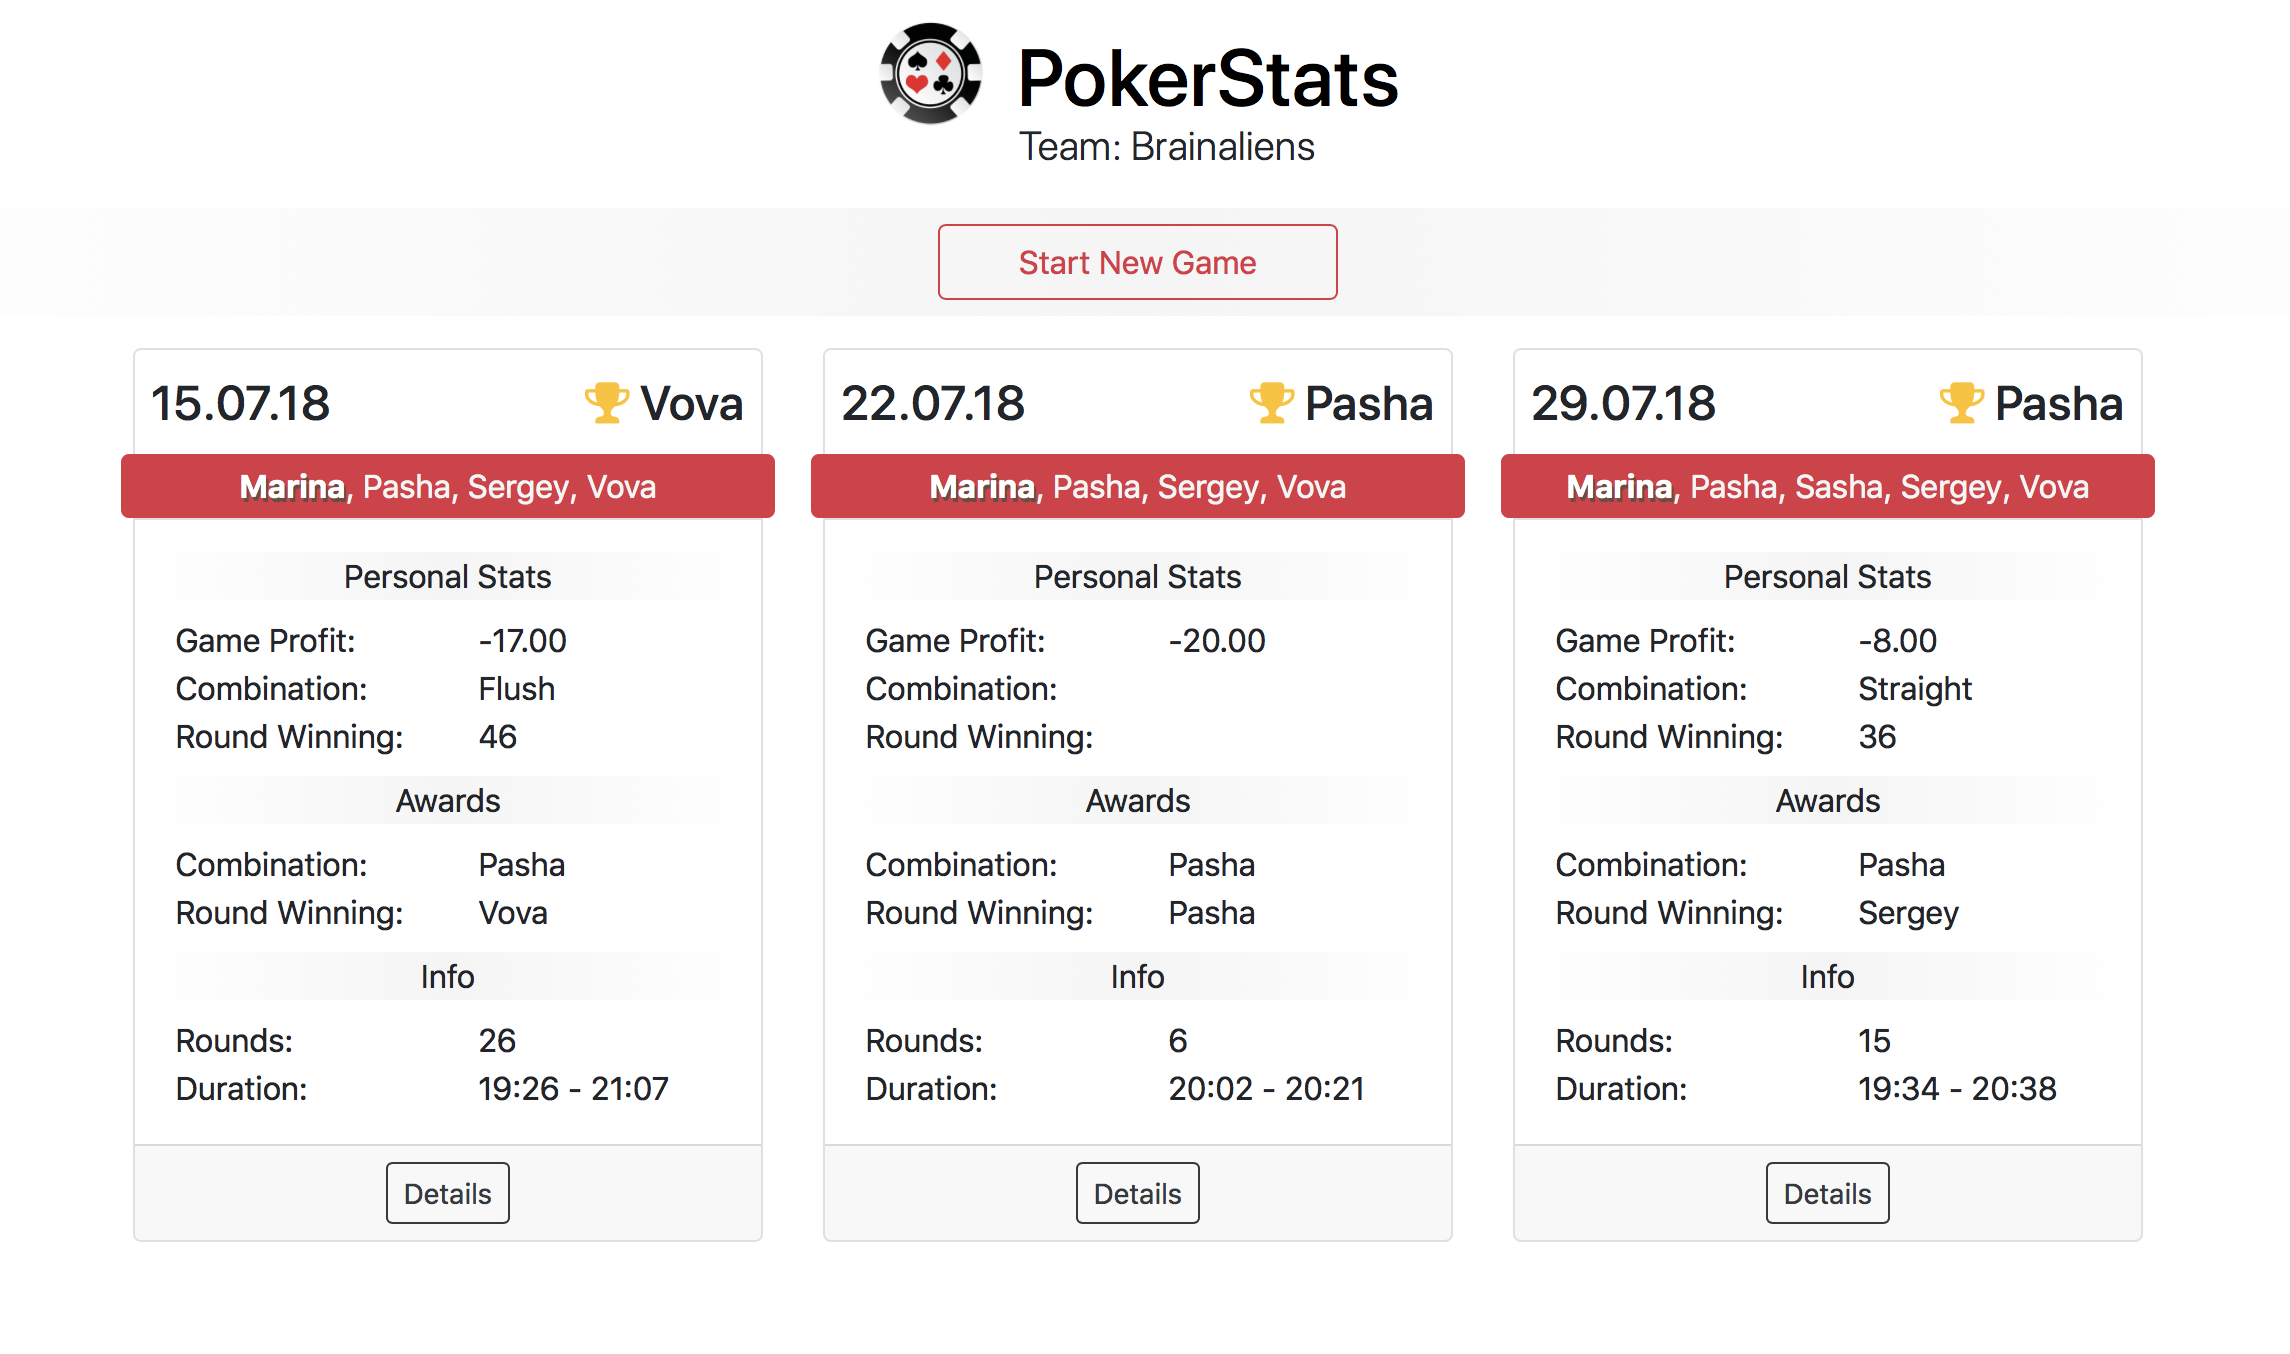 PokerStats
Team: Brainaliens
Start New Game
15.07.18 Vova
Marina, Pasha, Sergey, Vova
Personal Stats
Game Profit: -17.00
Combination: Flush
Round Winning: 46
Awards
Combination: Pasha
Round Winning: Vova
Info
Rounds: 26
Duration: 19:26 - 21:07
Details
22.07.18 Pasha
Marina, Pasha, Sergey, Vova
Personal Stats
Game Profit: -20.00
Combination:
Round Winning:
Awards
Combination: Pasha
Round Winning: Pasha
Info
Rounds: 6
Duration: 20:02 - 20:21
Details
29.07.18 Pasha
Marina, Pasha, Sasha, Sergey, Vova
Personal Stats
Game Profit: -8.00
Combination: Straight
Round Winning: 36
Awards
Combination: Pasha
Round Winning: Sergey
Info
Rounds: 15
Duration: 19:34 - 20:38
Details